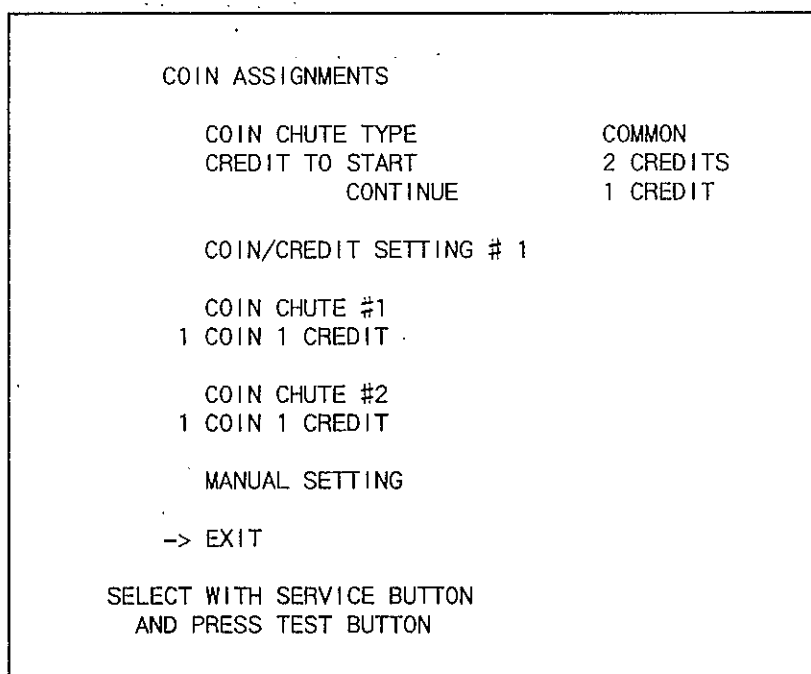 COIN ASSIGNMENTS
COIN CHUTE TYPE COMMON
CREDIT TO START 2 CREDITS
CONTINUE 1 CREDIT
COIN/CREDIT SETTING # 1
COIN CHUTE #1
1 COIN 1 CREDIT
COIN CHUTE #2
1 COIN 1 CREDIT
MANUAL SETTING
-> EXIT
SELECT WITH SERVICE BUTTON
AND PRESS TEST BUTTON